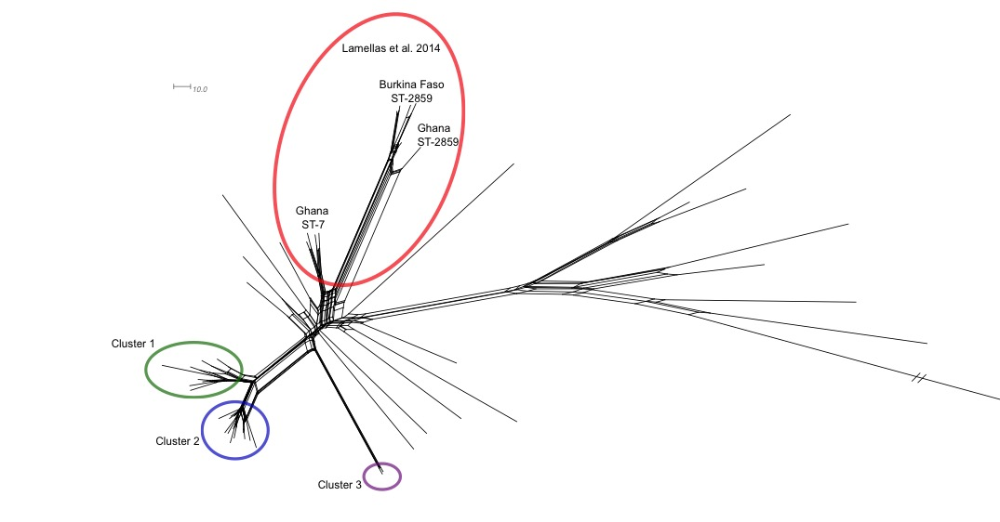 Lamellas et al. 2014
Burkina Faso
ST-2859
10.0
Ghana
ST-2859
Ghana
ST-7
Cluster 1
Cluster 2
Cluster 3